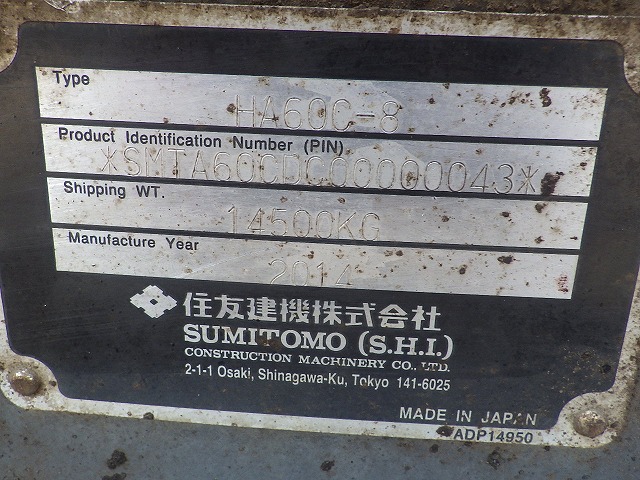 Type
HA60C-8
Product Identification Number (PIN)
*SMTA60CDC00000043*
Shipping WT.
14500KG
Manufacture Year
2014
住友建機株式会社
SUMITOMO (S.H.I.)
CONSTRUCTION MACHINERY CO., LTD.
2-1-1 Osaki, Shinagawa-Ku, Tokyo 141-6025
MADE IN JAPAN
ADP14950